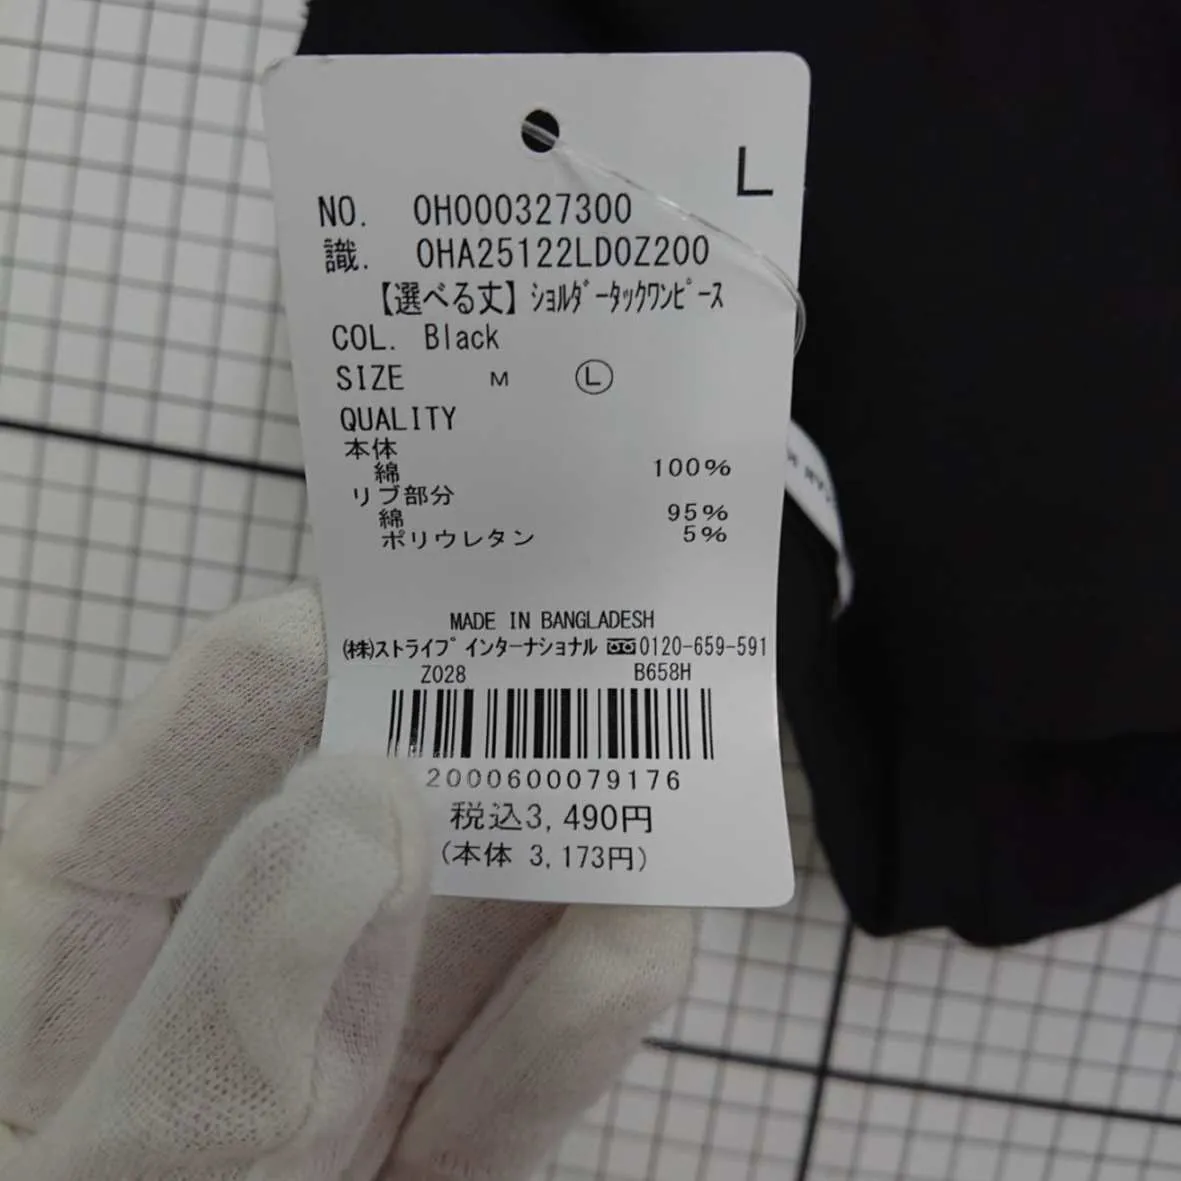 L
NO. 0H000327300
識. 0HA25122LD0Z200
【選べる丈】ショルダータックワンピース
COL. Black
SIZE M Ⓛ
QUALITY
本体
綿 100%
リブ部分
綿 95%
ポリウレタン 5%
MADE IN BANGLADESH
(株)ストライプインターナショナル 0120-659-591
Z028 B658H
2000600079176
税込3,490円
(本体 3,173円)